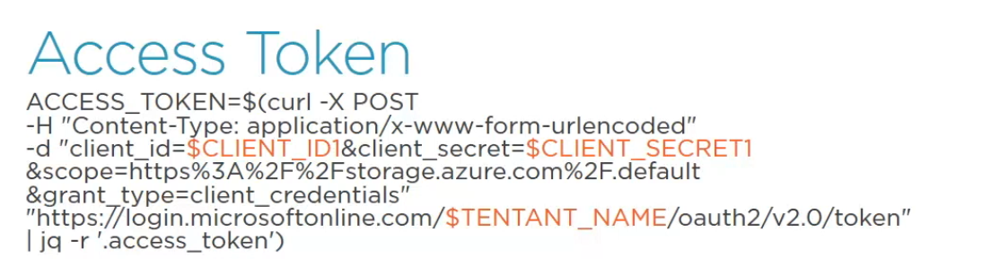 Access Token
ACCESS_TOKEN=$(curl -X POST
-H "Content-Type: application/x-www-form-urlencoded"
-d "client_id=$CLIENT_ID1&client_secret=$CLIENT_SECRET1
&scope=https%3A%2F%2Fstorage.azure.com%2F.default
&grant_type=client_credentials"
"https://login.microsoftonline.com/$TENTANT_NAME/oauth2/v2.0/token"
| jq -r '.access_token')